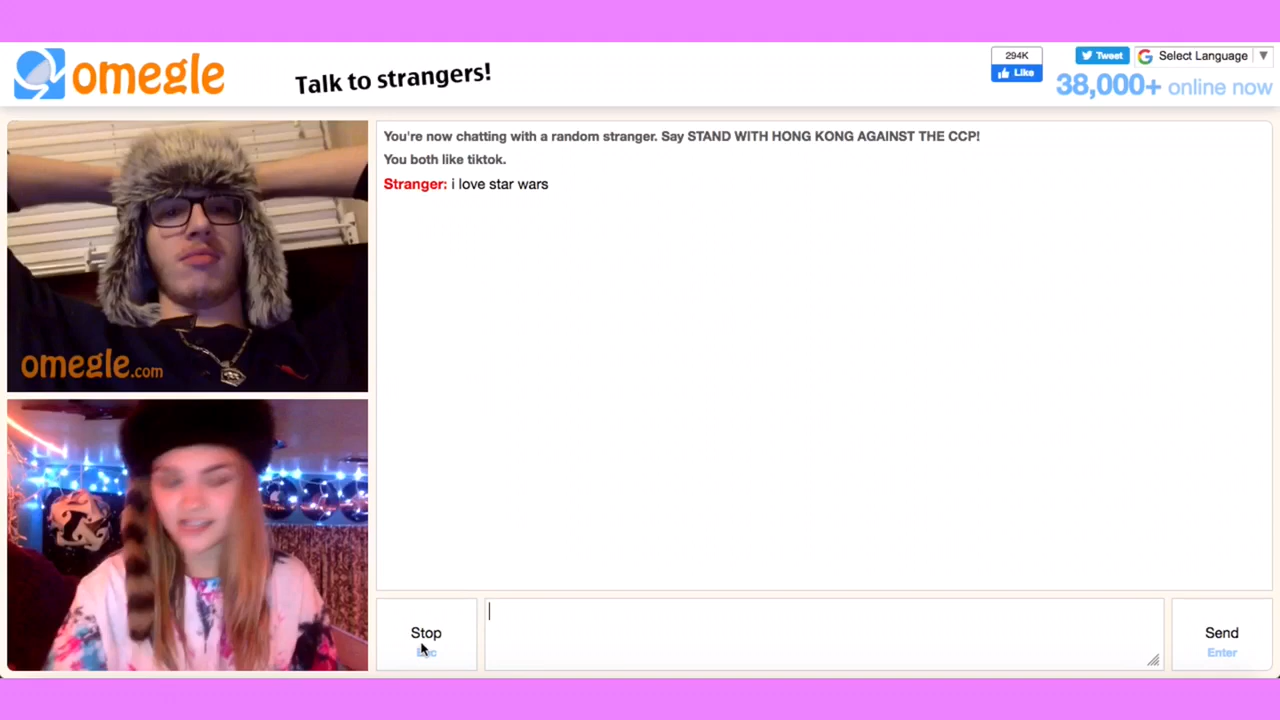 omegle
Talk to strangers!
294K
Like
Tweet
Select Language
38,000+ online now
You're now chatting with a random stranger. Say STAND WITH HONG KONG AGAINST THE CCP!
You both like tiktok.
Stranger: i love star wars
omegle.com
Stop
Send
Enter